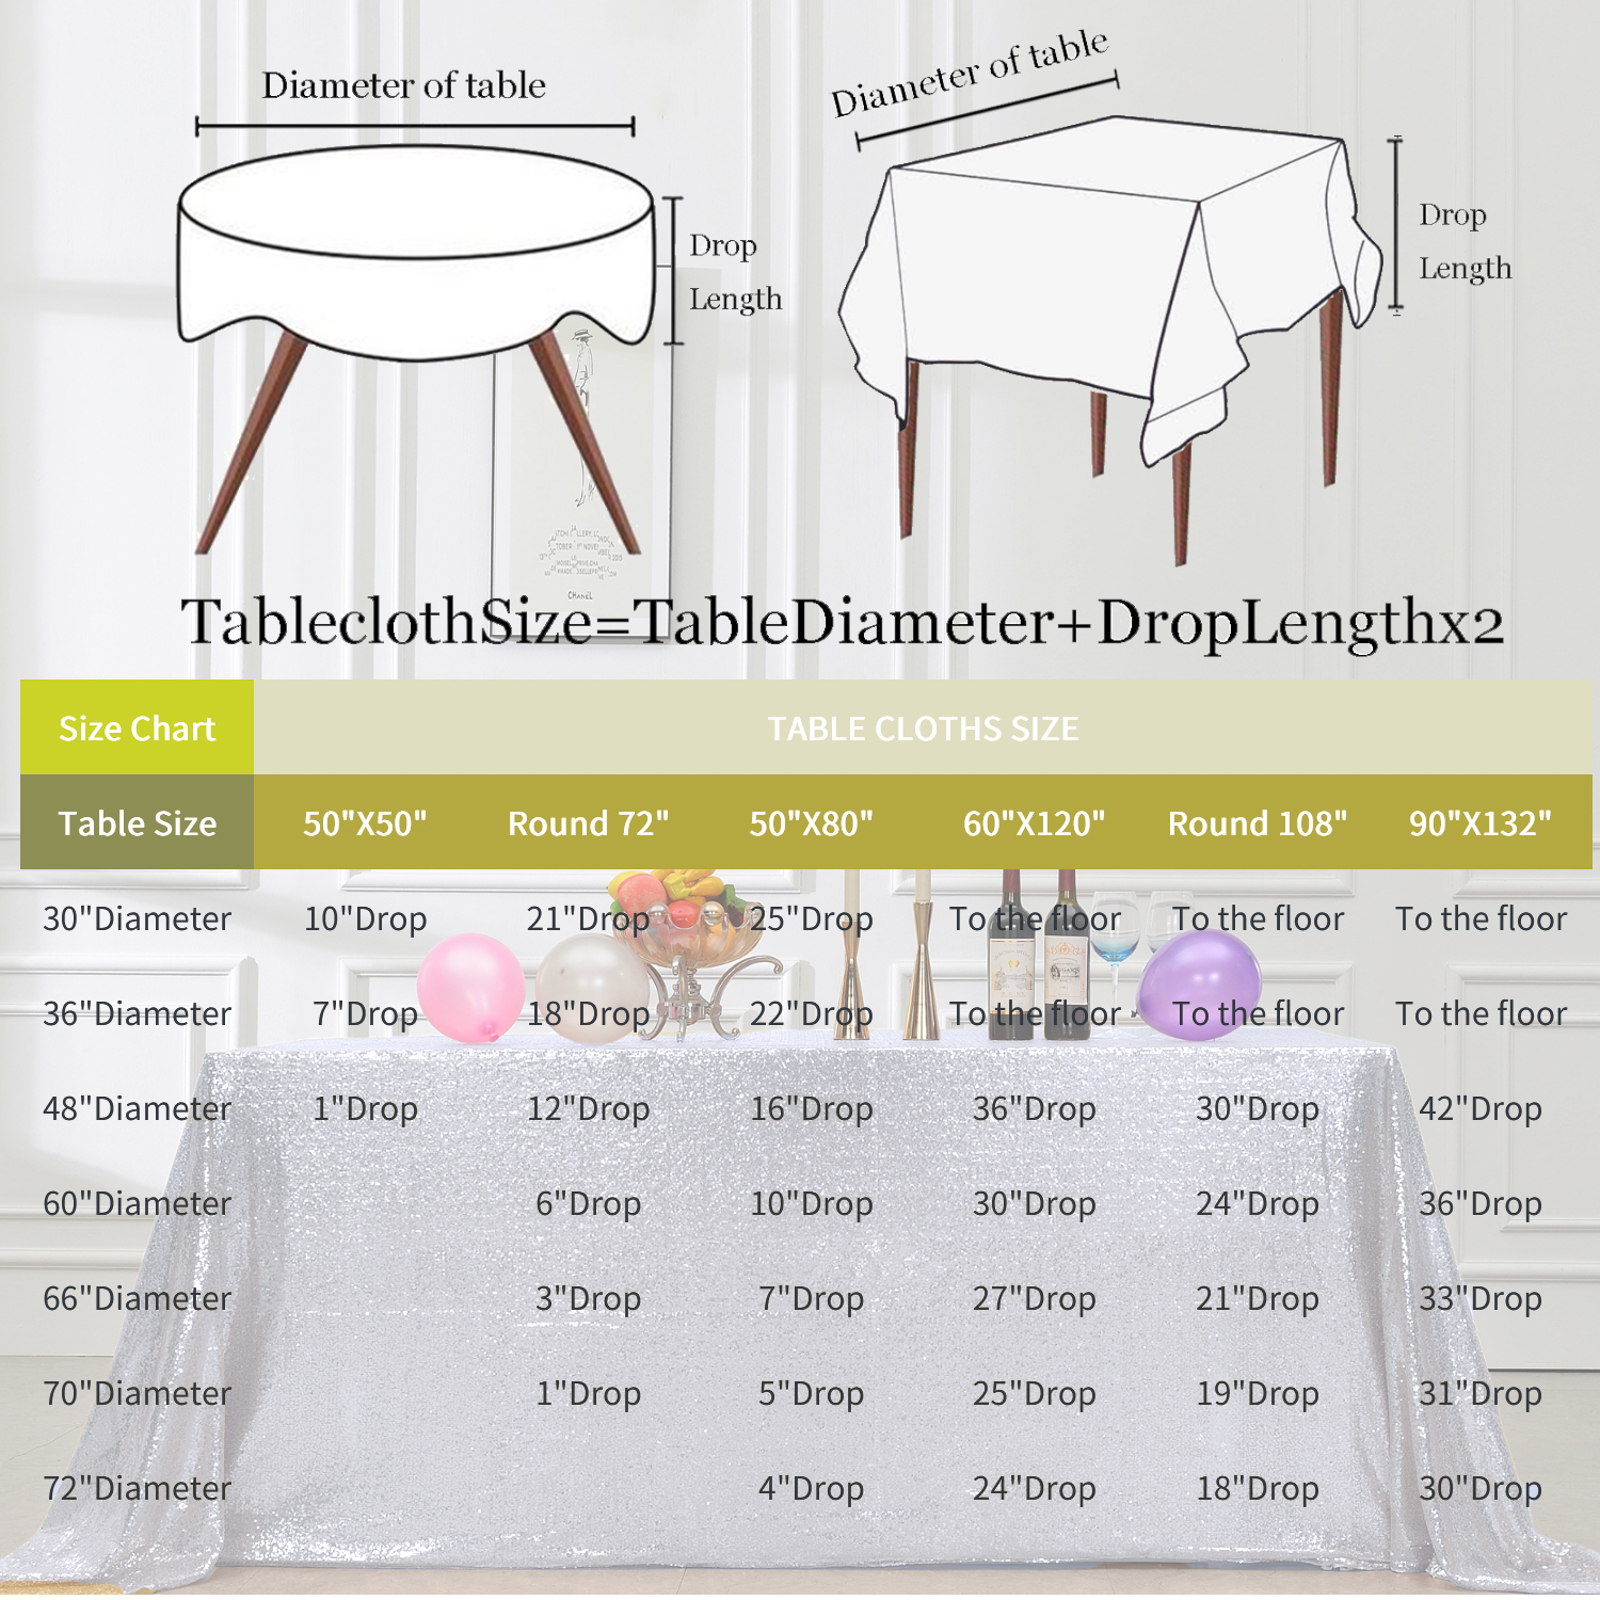 Diameter of table
Diameter of table
Drop
Length
Drop
Length
CHANEL
TableclothSize=TableDiameter+DropLengthx2
Size Chart TABLE CLOTHS SIZE
Table Size 50"X50" Round 72" 50"X80" 60"X120" Round 108" 90"X132"
30"Diameter 10"Drop 21"Drop 25"Drop To the floor To the floor To the floor
36"Diameter 7"Drop 18"Drop 22"Drop To the floor To the floor To the floor
48"Diameter 1"Drop 12"Drop 16"Drop 36"Drop 30"Drop 42"Drop
60"Diameter 6"Drop 10"Drop 30"Drop 24"Drop 36"Drop
66"Diameter 3"Drop 7"Drop 27"Drop 21"Drop 33"Drop
70"Diameter 1"Drop 5"Drop 25"Drop 19"Drop 31"Drop
72"Diameter 4"Drop 24"Drop 18"Drop 30"Drop